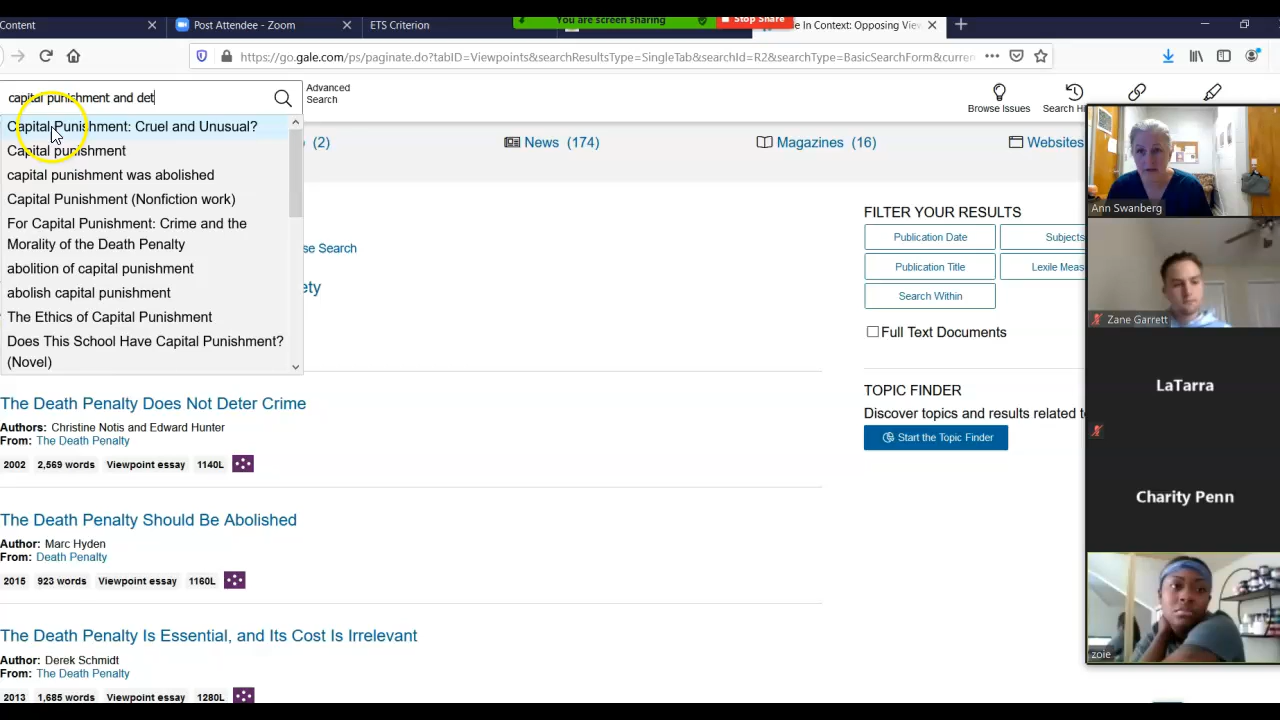 Content
Post Attendee - Zoom
ETS Criterion
You are screen sharing
Stop Share
e In Context: Opposing View
https://go.gale.com/ps/paginate.do?tabID=Viewpoints&searchResultsType=SingleTab&searchId=R2&searchType=BasicSearchForm&curren
capital punishment and det
Advanced
Search
Browse Issues
Search Hi
Capital Punishment: Cruel and Unusual?
Capital punishment
capital punishment was abolished
Capital Punishment (Nonfiction work)
For Capital Punishment: Crime and the
Morality of the Death Penalty
abolition of capital punishment
abolish capital punishment
The Ethics of Capital Punishment
Does This School Have Capital Punishment?
(Novel)
(2)
News (174)
Magazines (16)
Websites
se Search
ety
FILTER YOUR RESULTS
Publication Date
Subjects
Publication Title
Lexile Meas
Search Within
Full Text Documents
TOPIC FINDER
Discover topics and results related t
Start the Topic Finder
The Death Penalty Does Not Deter Crime
Authors: Christine Notis and Edward Hunter
From: The Death Penalty
2002 2,569 words Viewpoint essay 1140L
The Death Penalty Should Be Abolished
Author: Marc Hyden
From: Death Penalty
2015 923 words Viewpoint essay 1160L
The Death Penalty Is Essential, and Its Cost Is Irrelevant
Author: Derek Schmidt
From: The Death Penalty
2013 1,685 words Viewpoint essay 1280L
Ann Swanberg
Zane Garrett
LaTarra
Charity Penn
zoie